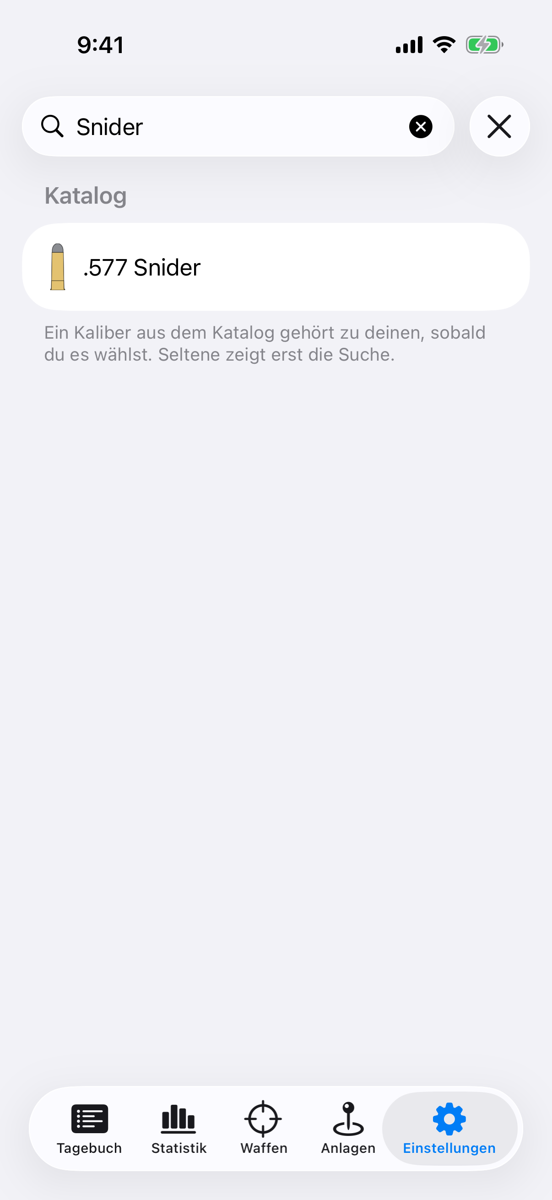 9:41
Snider
Katalog
.577 Snider
Ein Kaliber aus dem Katalog gehört zu deinen, sobald
du es wählst. Seltene zeigt erst die Suche.
Tagebuch
Statistik
Waffen
Anlagen
Einstellungen